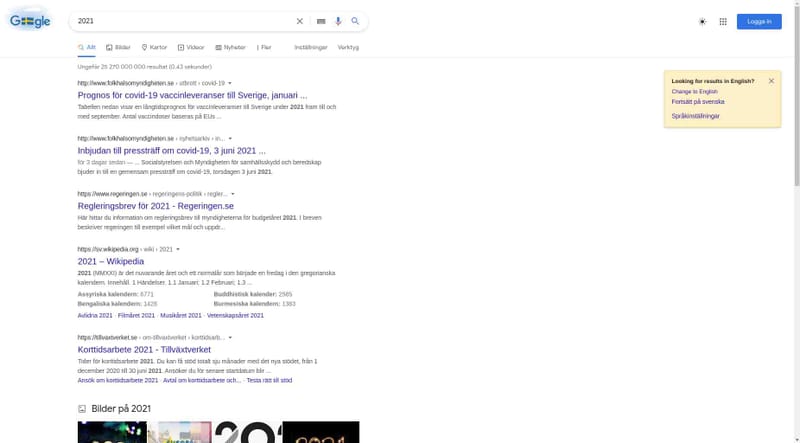 Google
2021
Logga in
Allt
Bilder
Kartor
Videor
Nyheter
Fler
Inställningar
Verktyg
Ungefär 25 270 000 000 resultat (0,43 sekunder)
http://www.folkhalsomyndigheten.se › utbrott › covid-19
Prognos för covid-19 vaccinleveranser till Sverige, januari ...
Tabellen nedan visar en långtidsprognos för vaccinleveranser till Sverige under 2021 fram till och
med september. Antal vaccindoser baseras på EUs ...
http://www.folkhalsomyndigheten.se › nyhetsarkiv › in...
Inbjudan till pressträff om covid-19, 3 juni 2021 ...
för 3 dagar sedan — ... Socialstyrelsen och Myndigheten för samhällsskydd och beredskap
bjuder in till en gemensam pressträff om covid-19, torsdagen 3 juni 2021.
https://www.regeringen.se › regeringens-politik › regler...
Regleringsbrev för 2021 - Regeringen.se
Här hittar du information om regleringsbrev till myndigheterna för budgetåret 2021. I breven
beskriver regeringen till exempel vilket mål och uppdr...
https://sv.wikipedia.org › wiki › 2021
2021 – Wikipedia
2021 (MMXXI) är det nuvarande året och ett normalår som började en fredag i den gregorianska
kalendern. Innehåll. 1 Händelser. 1.1 Januari; 1.2 Februari; 1.3 ...
Assyriska kalendern: 6771
Buddhistisk kalender: 2565
Bengaliska kalendern: 1428
Burmesiska kalendern: 1383
Avlidna 2021 · Filmåret 2021 · Musikåret 2021 · Vetenskapsåret 2021
https://tillvaxtverket.se › om-tillvaxtverket › korttidsarb...
Korttidsarbete 2021 - Tillväxtverket
Tider för korttidsarbete 2021. Du kan få stöd totalt sju månader med det nya stödet, från 1
december 2020 till 30 juni 2021. Ansöker du för senare startdatum blir ...
Ansök om korttidsarbete 2021 · Avtal om korttidsarbete och... · Testa rätt till stöd
Bilder på 2021
Looking for results in English?
Change to English
Fortsätt på svenska
Språkinställningar